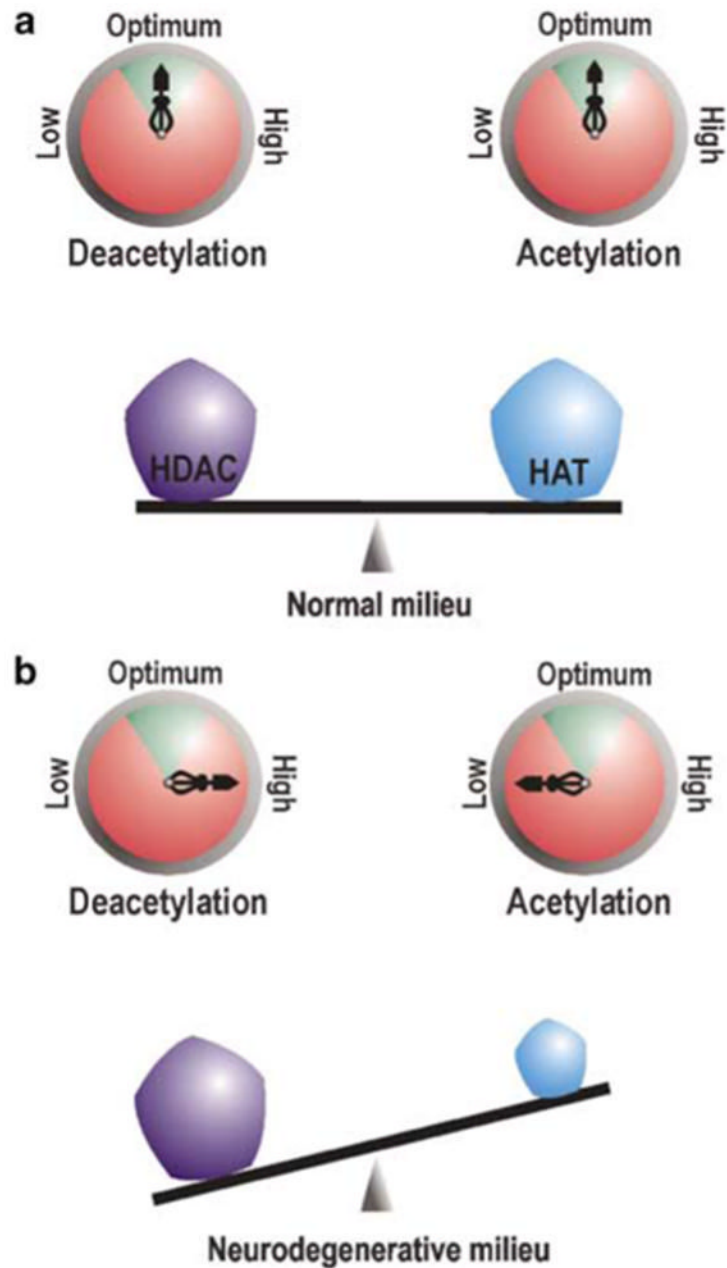 a
Optimum Optimum
Low High Low High
Deacetylation Acetylation
HDAC HAT
Normal milieu
b
Optimum Optimum
Low High Low High
Deacetylation Acetylation
Neurodegenerative milieu